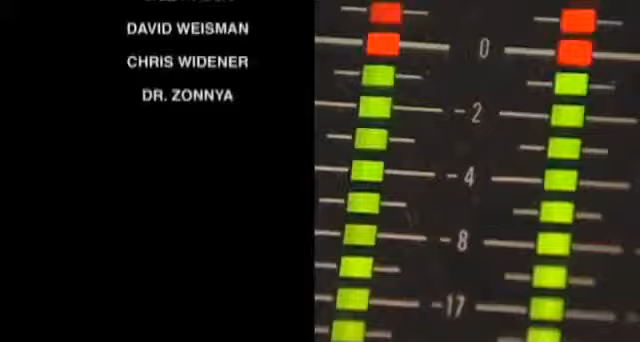 DAVID WEISMAN
CHRIS WIDENER
DR. ZONNYA
0
-2
-4
-8
-17